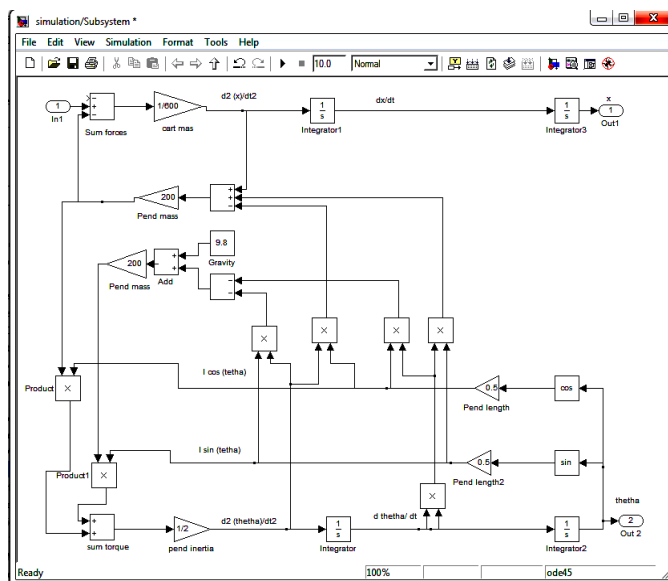 simulation/Subsystem *
File Edit View Simulation Format Tools Help
10.0 Normal
d2 (x)/dt2
dx/dt
x
1
In1
Sum forces
1/600
cart mas
1
s
Integrator1
1
s
Integrator3
1
Out1
200
Pend mass
9.8
Gravity
200
Pend mass
Add
Product
l cos (tetha)
0.5
Pend length
cos
l sin (tetha)
0.5
Pend length2
sin
Product1
thetha
sum torque
1/2
pend inertia
d2 (thetha)/dt2
1
s
Integrator
d thetha/ dt
1
s
Integrator2
2
Out 2
Ready 100% ode45